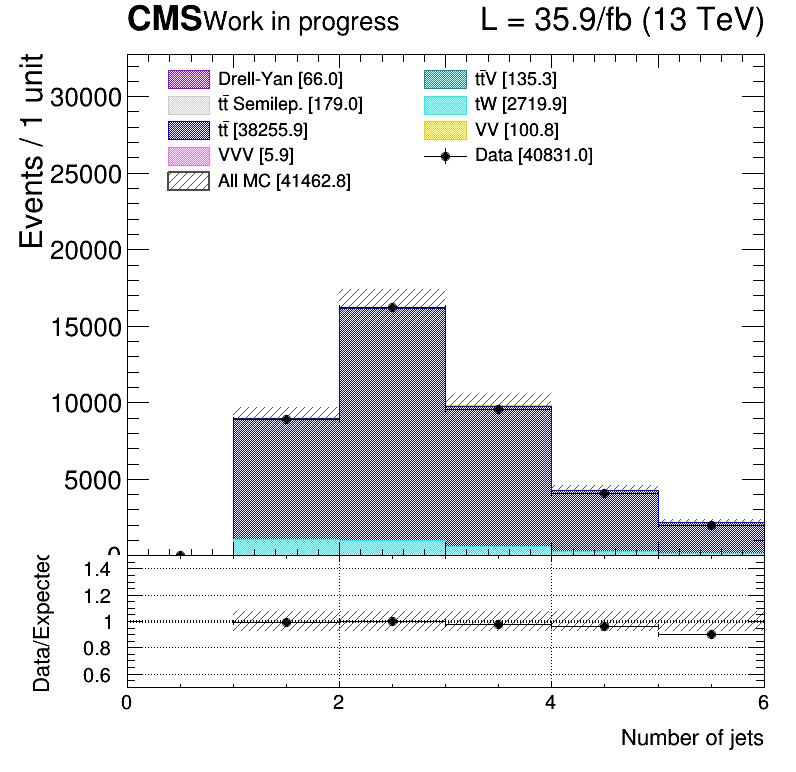 CMS Work in progress L = 35.9/fb (13 TeV)
Events / 1 unit
30000
25000
20000
15000
10000
5000
0
Drell-Yan [66.0]
tt̄ Semilep. [179.0]
tt̄ [38255.9]
VVV [5.9]
All MC [41462.8]
tt̄V [135.3]
tW [2719.9]
VV [100.8]
Data [40831.0]
Data/Expected
1.4
1.2
1
0.8
0.6
0 2 4 6
Number of jets